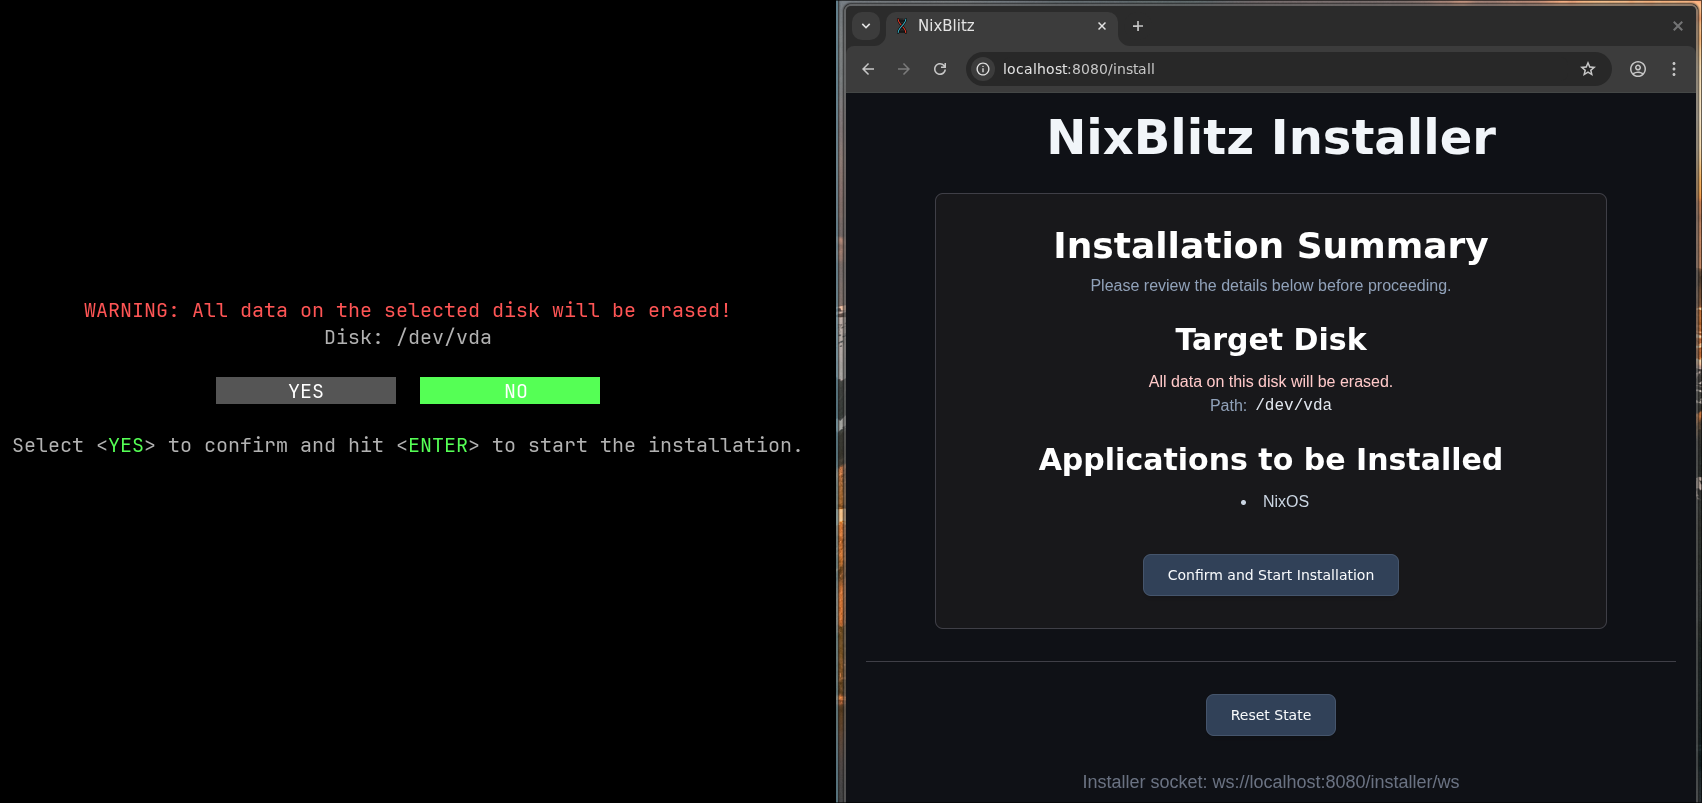 WARNING: All data on the selected disk will be erased!
Disk: /dev/vda
YES NO
Select <YES> to confirm and hit <ENTER> to start the installation.
NixBlitz
localhost:8080/install
NixBlitz Installer
Installation Summary
Please review the details below before proceeding.
Target Disk
All data on this disk will be erased.
Path: /dev/vda
Applications to be Installed
• NixOS
Confirm and Start Installation
Reset State
Installer socket: ws://localhost:8080/installer/ws